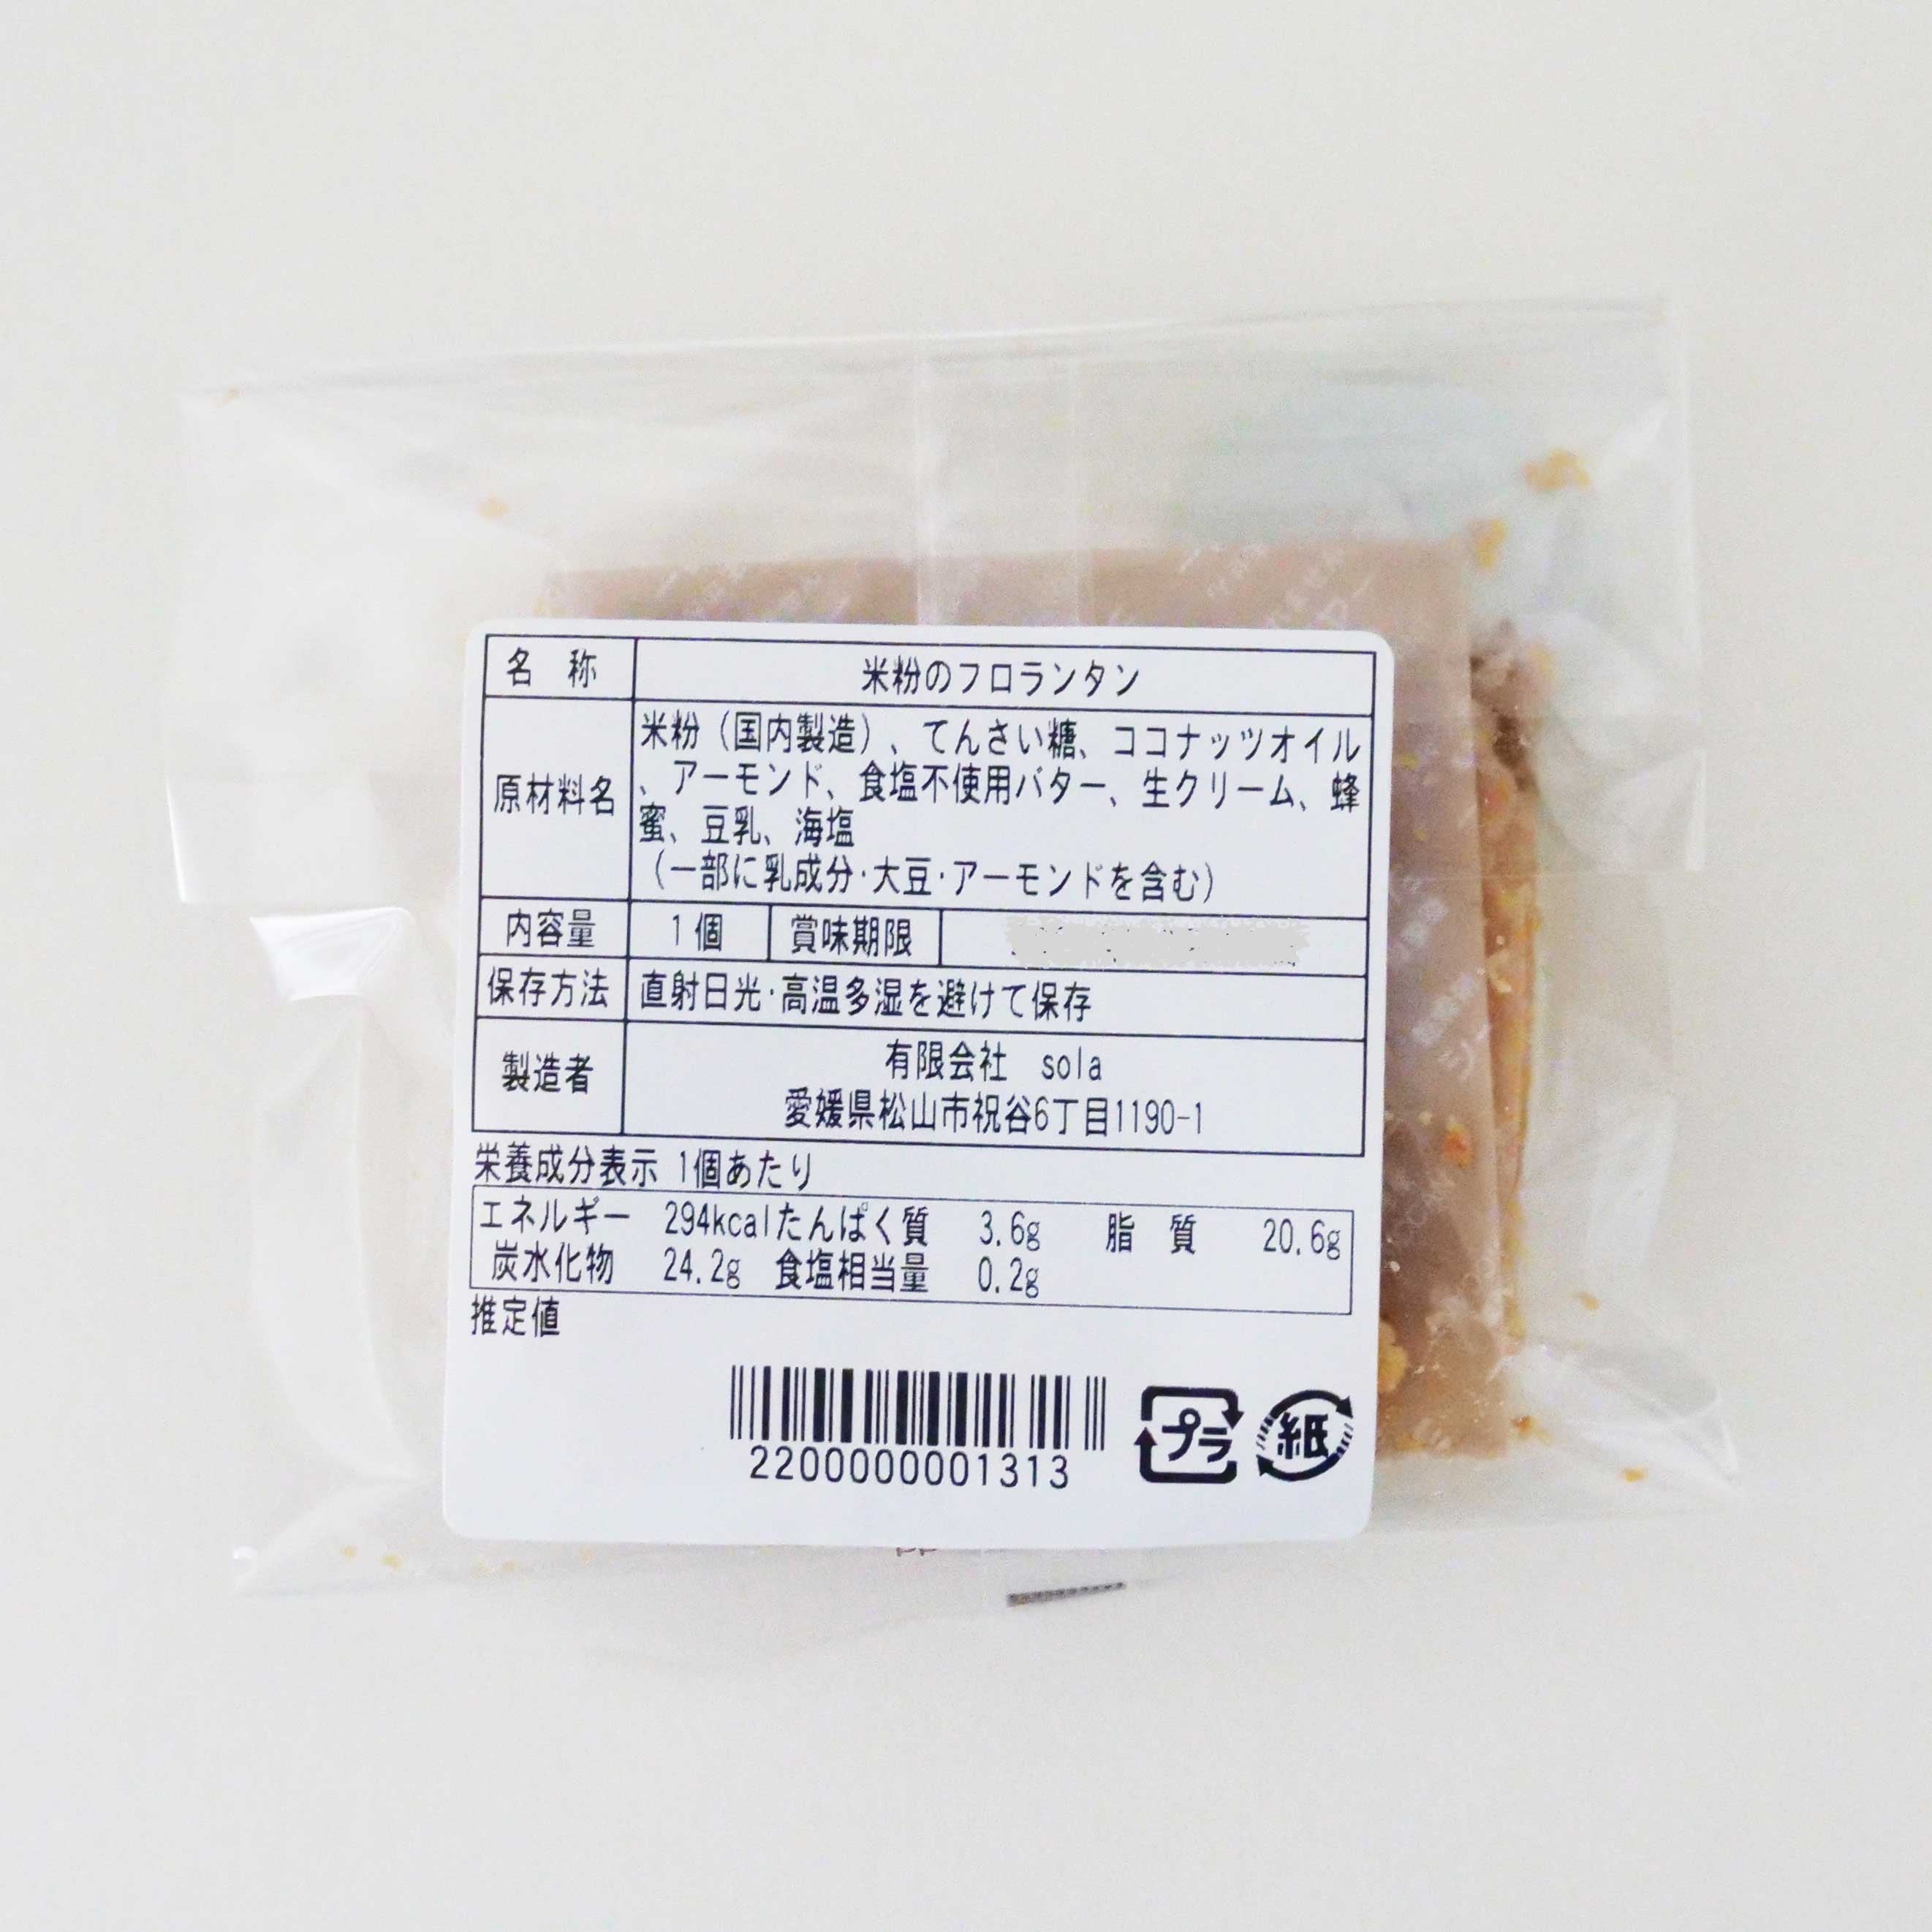 名 称 米粉のフロランタン
原材料名
米粉（国内製造）、てんさい糖、ココナッツオイル
、アーモンド、食塩不使用バター、生クリーム、蜂
蜜、豆乳、海塩
（一部に乳成分・大豆・アーモンドを含む）
内容量 1個 賞味期限
保存方法 直射日光・高温多湿を避けて保存
製造者
有限会社 sola
愛媛県松山市祝谷6丁目1190-1
栄養成分表示 1個あたり
エネルギー 294kcal たんぱく質 3.6g 脂 質 20.6g
炭水化物 24.2g 食塩相当量 0.2g
推定値
2200000001313
プラ
紙